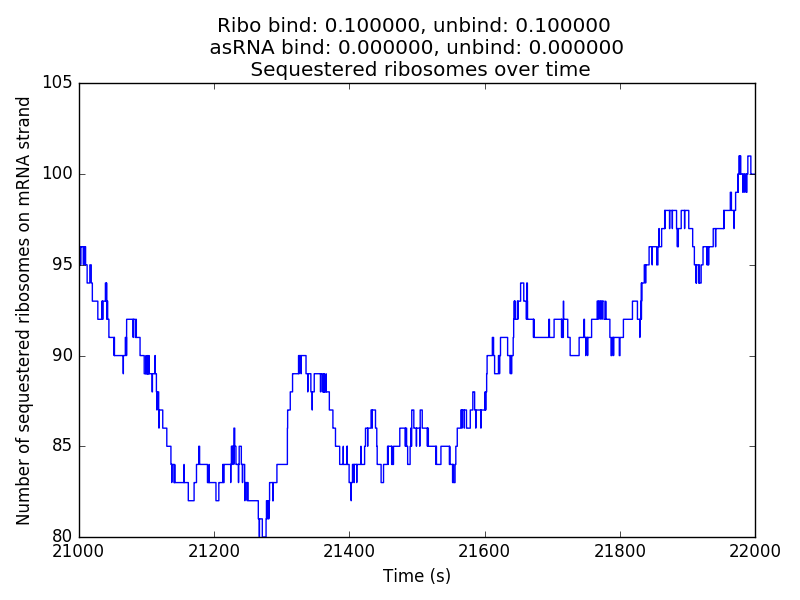 Ribo bind: 0.100000, unbind: 0.100000
asRNA bind: 0.000000, unbind: 0.000000
Sequestered ribosomes over time
Number of sequestered ribosomes on mRNA strand
105
100
95
90
85
80
21000 21200 21400 21600 21800 22000
Time (s)